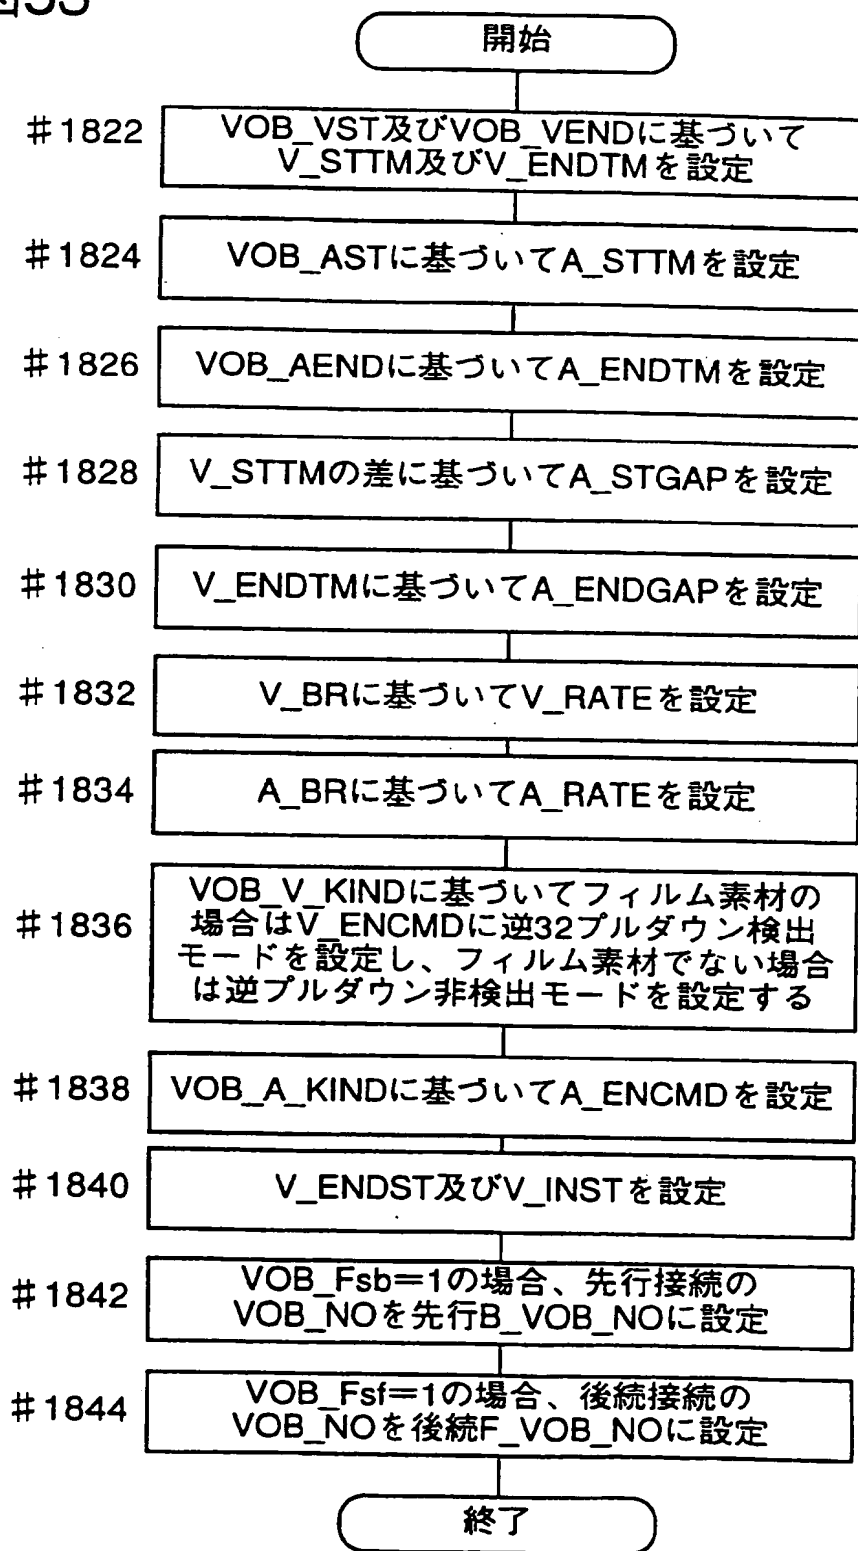 図53
開始
#1822
VOB_VST及びVOB_VENDに基づいて
V_STTM及びV_ENDTMを設定
#1824
VOB_ASTに基づいてA_STTMを設定
#1826
VOB_AENDに基づいてA_ENDTMを設定
#1828
V_STTMの差に基づいてA_STGAPを設定
#1830
V_ENDTMに基づいてA_ENDGAPを設定
#1832
V_BRに基づいてV_RATEを設定
#1834
A_BRに基づいてA_RATEを設定
#1836
VOB_V_KINDに基づいてフィルム素材の
場合はV_ENCMDに逆32プルダウン検出
モードを設定し、フィルム素材でない場合
は逆プルダウン非検出モードを設定する
#1838
VOB_A_KINDに基づいてA_ENCMDを設定
#1840
V_ENDST及びV_INSTを設定
#1842
VOB_Fsb=1の場合、先行接続の
VOB_NOを先行B_VOB_NOに設定
#1844
VOB_Fsf=1の場合、後続接続の
VOB_NOを後続F_VOB_NOに設定
終了